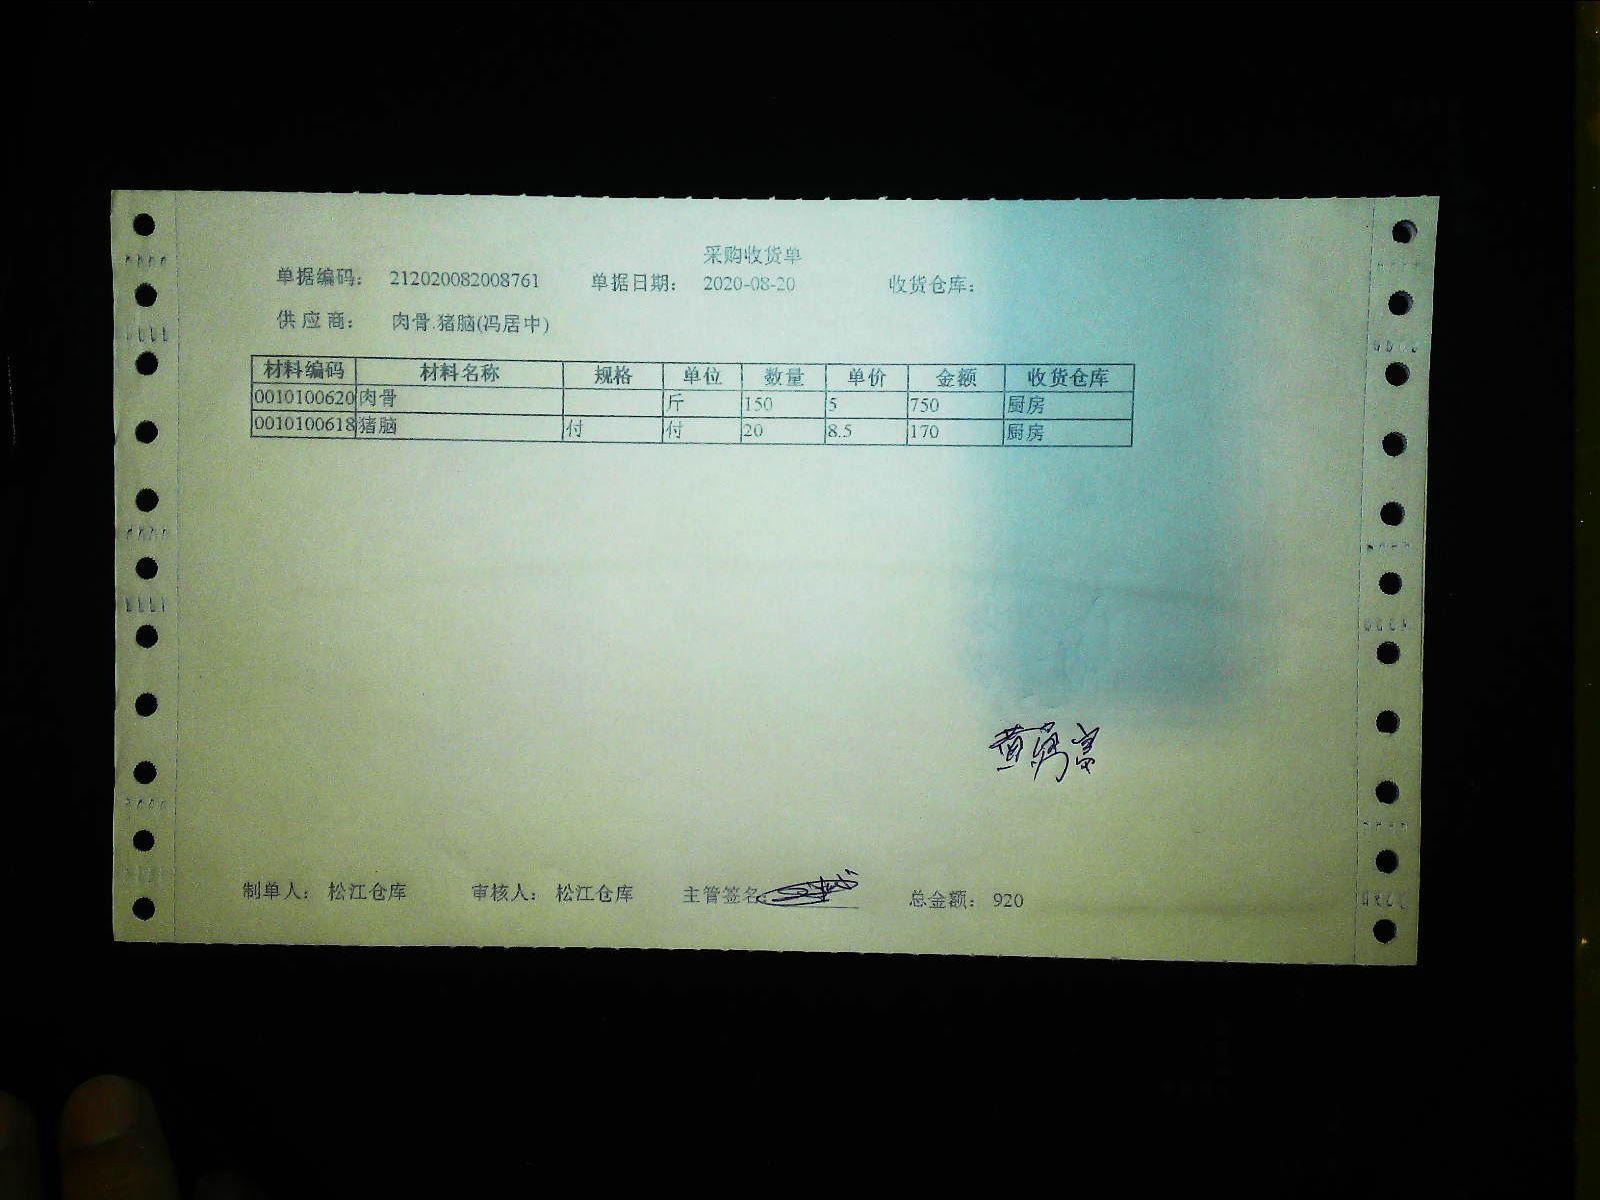 采购收货单
单据编码： 212020082008761 单据日期： 2020-08-20 收货仓库：
供应商： 肉骨.猪脑(冯居中)
材料编码 材料名称 规格 单位 数量 单价 金额 收货仓库
0010100620 肉骨 斤 150 5 750 厨房
0010100618 猪脑 付 付 20 8.5 170 厨房
制单人： 松江仓库 审核人： 松江仓库 主管签名: 总金额： 920